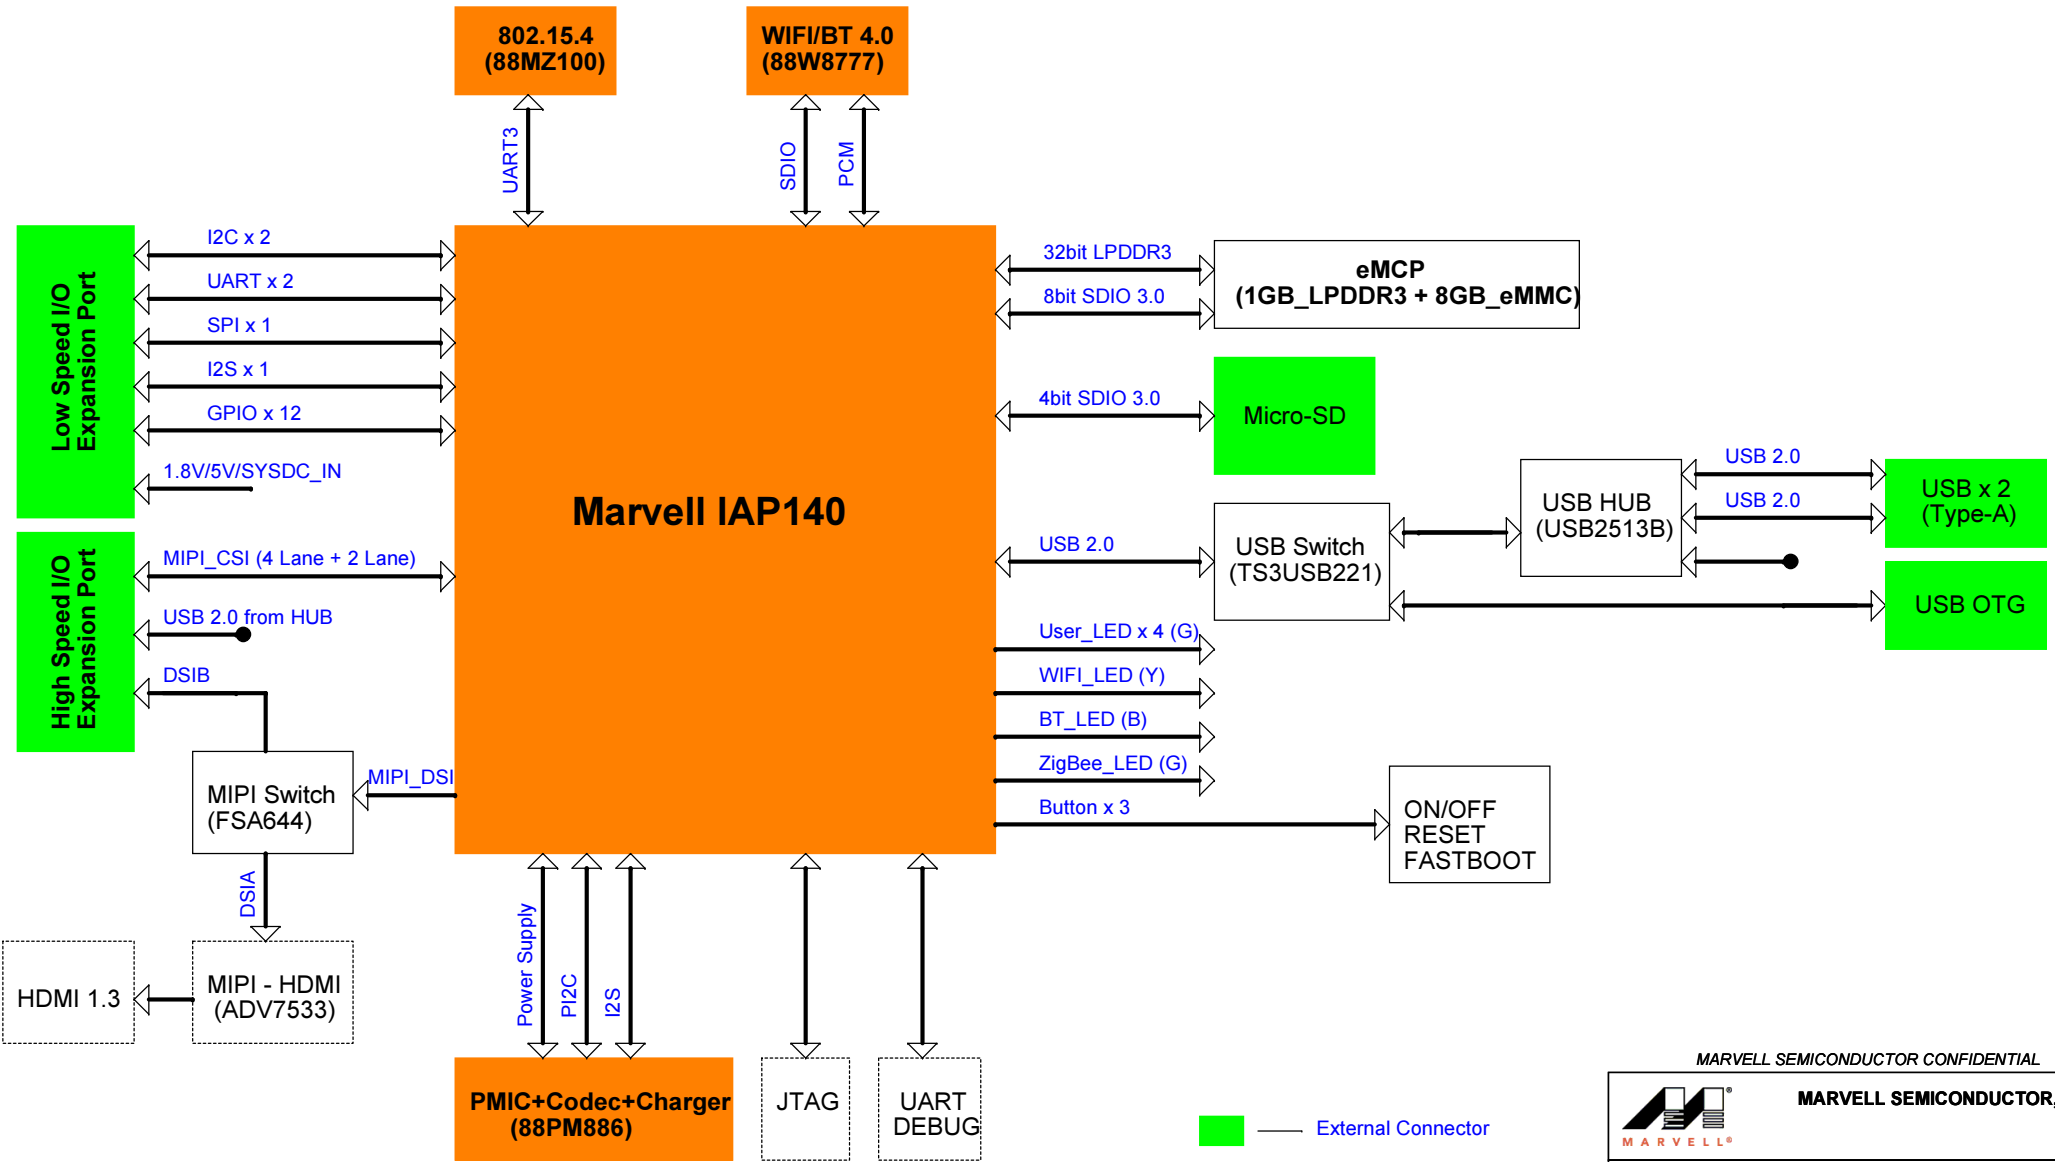 802.15.4
(88MZ100)
WIFI/BT 4.0
(88W8777)
UART3
SDIO
PCM
Low Speed I/O
Expansion Port
I2C x 2
UART x 2
SPI x 1
I2S x 1
GPIO x 12
1.8V/5V/SYSDC_IN
High Speed I/O
Expansion Port
MIPI_CSI (4 Lane + 2 Lane)
USB 2.0 from HUB
DSIB
MIPI Switch
(FSA644)
MIPI_DSI
DSIA
HDMI 1.3
MIPI - HDMI
(ADV7533)
Marvell IAP140
32bit LPDDR3
8bit SDIO 3.0
eMCP
(1GB_LPDDR3 + 8GB_eMMC)
4bit SDIO 3.0
Micro-SD
USB 2.0
USB Switch
(TS3USB221)
USB HUB
(USB2513B)
USB 2.0
USB 2.0
USB x 2
(Type-A)
USB OTG
User_LED x 4 (G)
WIFI_LED (Y)
BT_LED (B)
ZigBee_LED (G)
Button x 3
ON/OFF
RESET
FASTBOOT
Power Supply
PI2C
I2S
PMIC+Codec+Charger
(88PM886)
JTAG
UART
DEBUG
External Connector
MARVELL SEMICONDUCTOR CONFIDENTIAL
MARVELL SEMICONDUCTOR,
MARVELL®